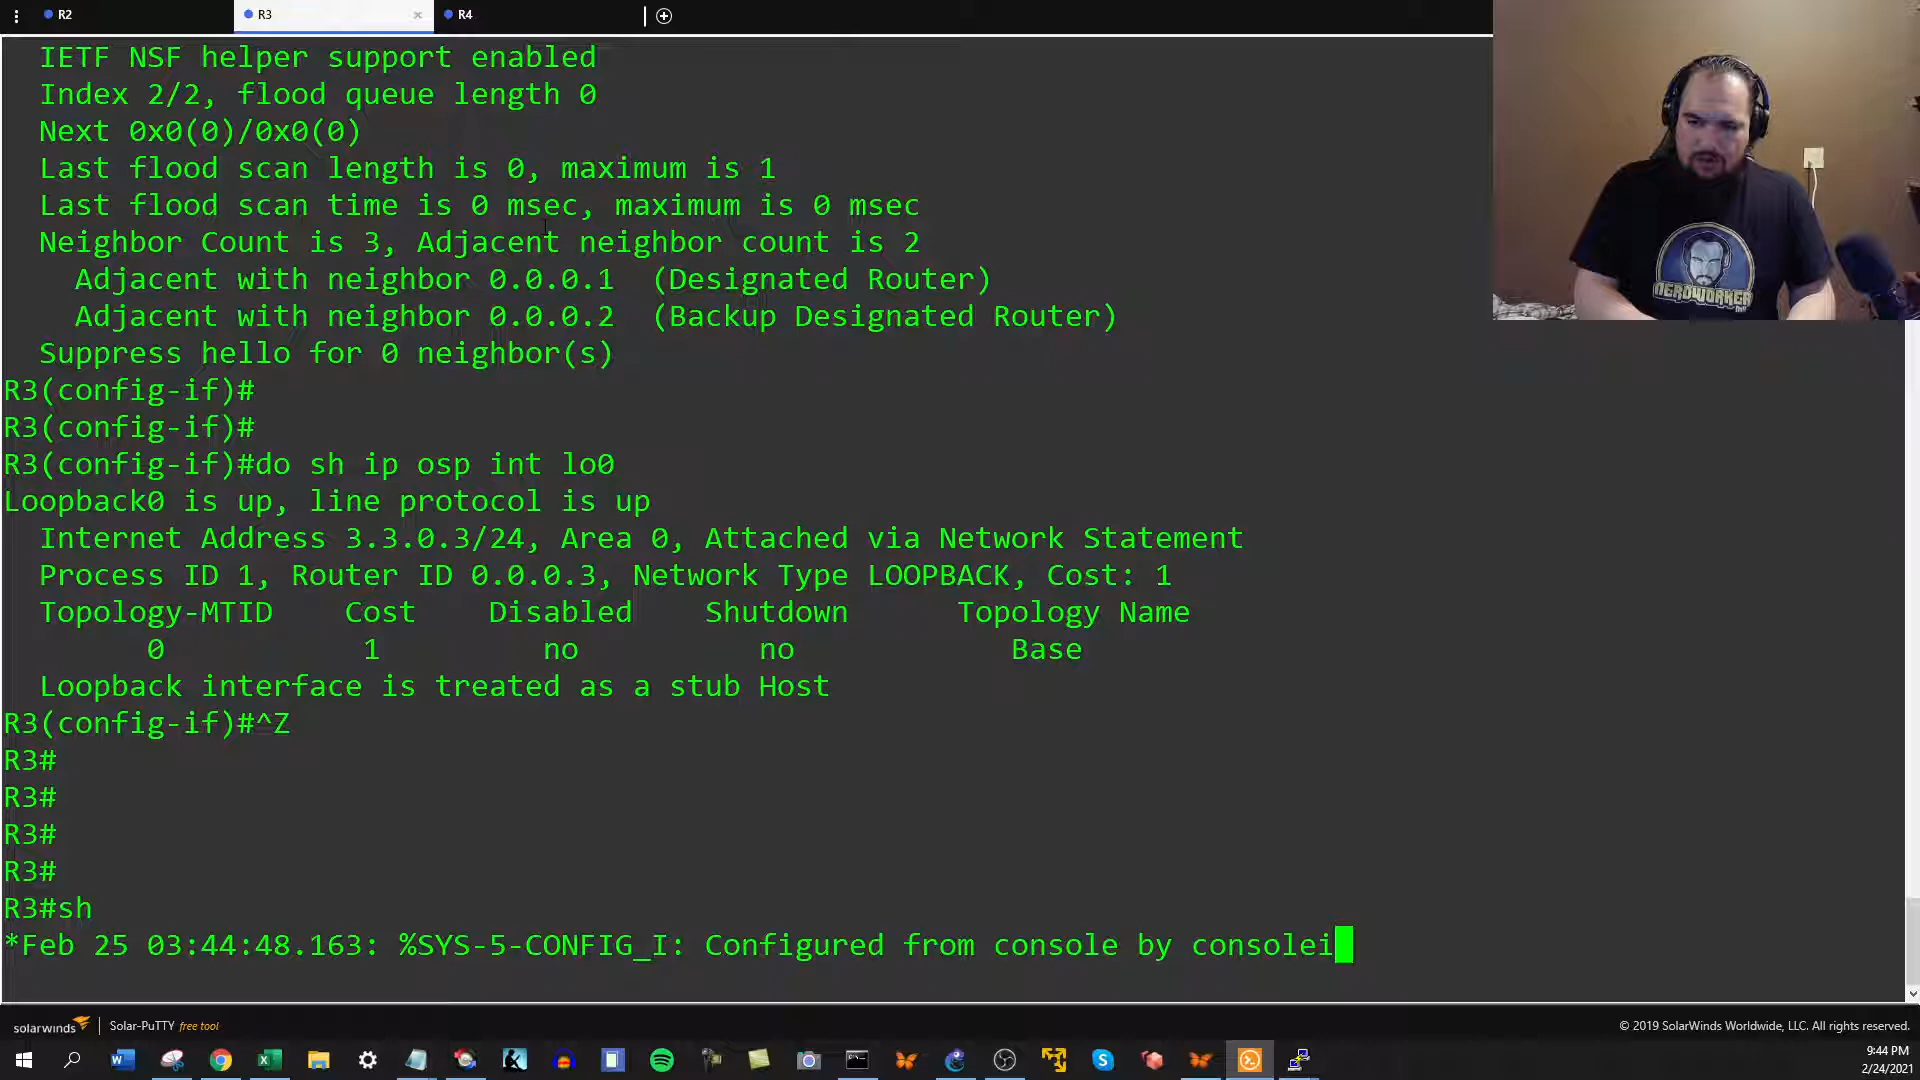 R2
R3
R4
IETF NSF helper support enabled
Index 2/2, flood queue length 0
Next 0x0(0)/0x0(0)
Last flood scan length is 0, maximum is 1
Last flood scan time is 0 msec, maximum is 0 msec
Neighbor Count is 3, Adjacent neighbor count is 2
Adjacent with neighbor 0.0.0.1  (Designated Router)
Adjacent with neighbor 0.0.0.2  (Backup Designated Router)
Suppress hello for 0 neighbor(s)
R3(config-if)#
R3(config-if)#
R3(config-if)#do sh ip osp int lo0
Loopback0 is up, line protocol is up
Internet Address 3.3.0.3/24, Area 0, Attached via Network Statement
Process ID 1, Router ID 0.0.0.3, Network Type LOOPBACK, Cost: 1
Topology-MTID    Cost    Disabled    Shutdown      Topology Name
0           1         no          no            Base
Loopback interface is treated as a stub Host
R3(config-if)#^Z
R3#
R3#
R3#
R3#
R3#sh
*Feb 25 03:44:48.163: %SYS-5-CONFIG_I: Configured from console by consolei
NERDWORKER
solarwinds
Solar-PuTTY free tool
© 2019 SolarWinds Worldwide, LLC. All rights reserved.
9:44 PM
2/24/2021